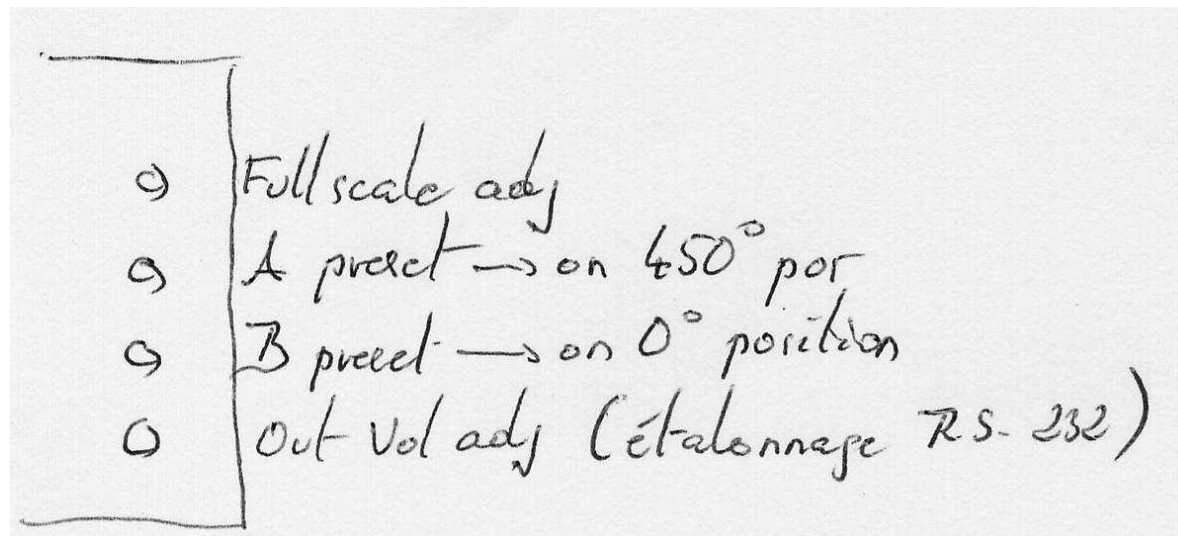 Full scale adj
A preset → on 450° pos
B preset → on 0° position
Out Vol adj (étalonnage RS-232)